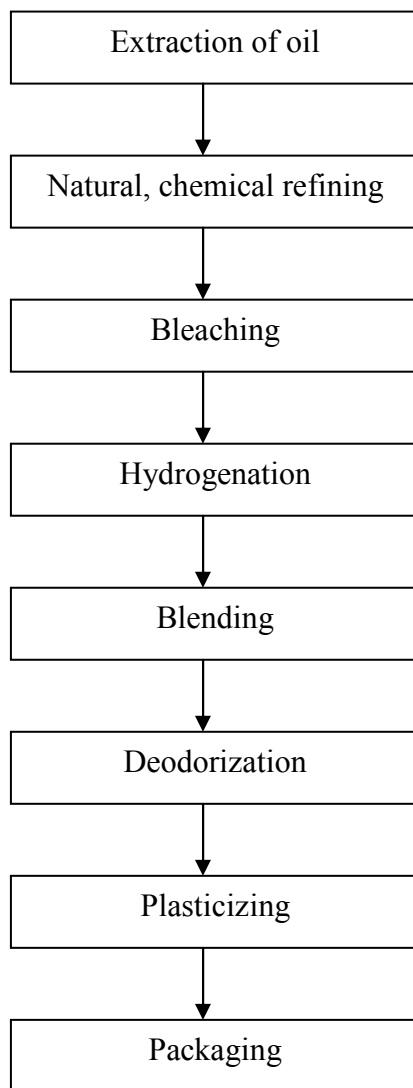 Extraction of oil
Natural, chemical refining
Bleaching
Hydrogenation
Blending
Deodorization
Plasticizing
Packaging